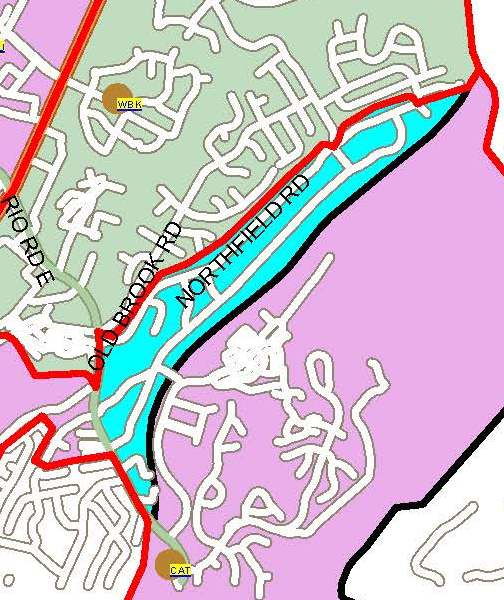 WBK
RIO RD E
OLD BROOK RD
NORTHFIELD RD
CAT